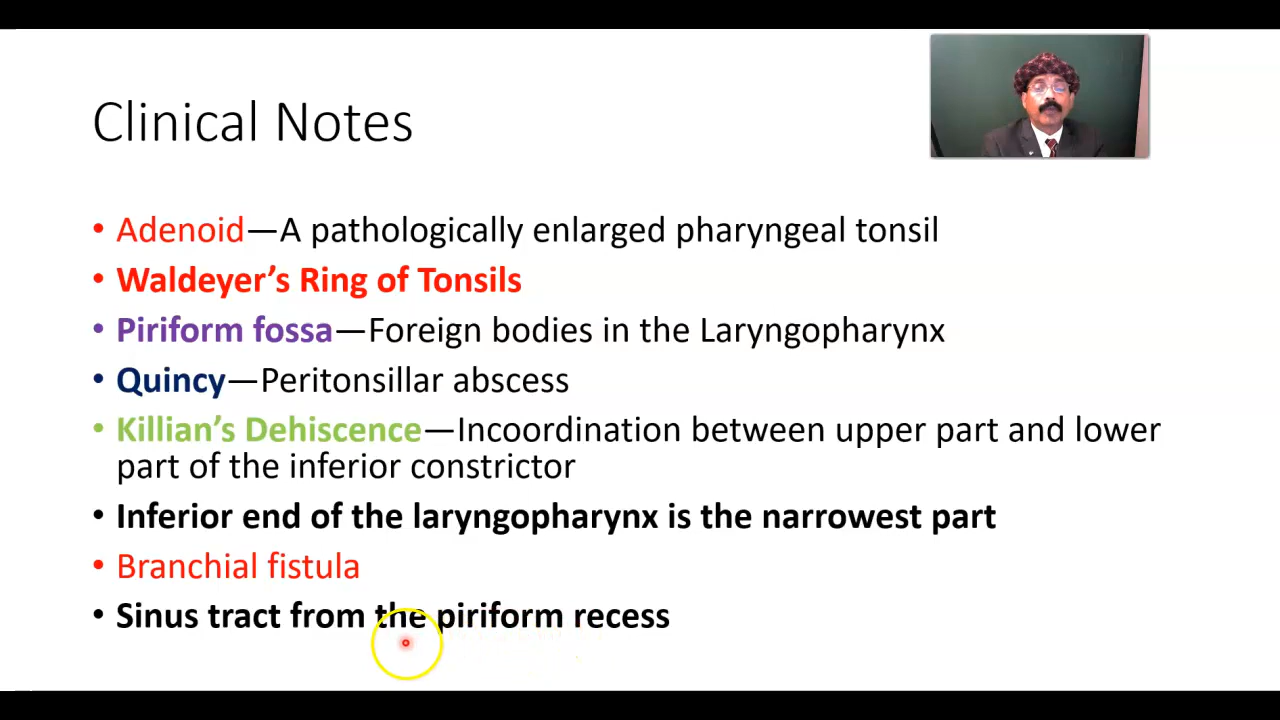 Clinical Notes
• Adenoid—A pathologically enlarged pharyngeal tonsil
• Waldeyer’s Ring of Tonsils
• Piriform fossa—Foreign bodies in the Laryngopharynx
• Quincy—Peritonsillar abscess
• Killian’s Dehiscence—Incoordination between upper part and lower
part of the inferior constrictor
• Inferior end of the laryngopharynx is the narrowest part
• Branchial fistula
• Sinus tract from the piriform recess